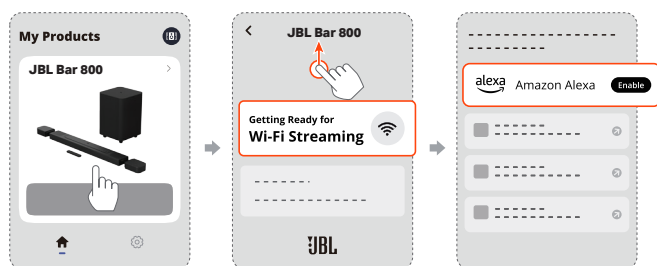 My Products
JBL Bar 800
JBL Bar 800
Getting Ready for
Wi-Fi Streaming
JBL
alexa
Amazon Alexa
Enable